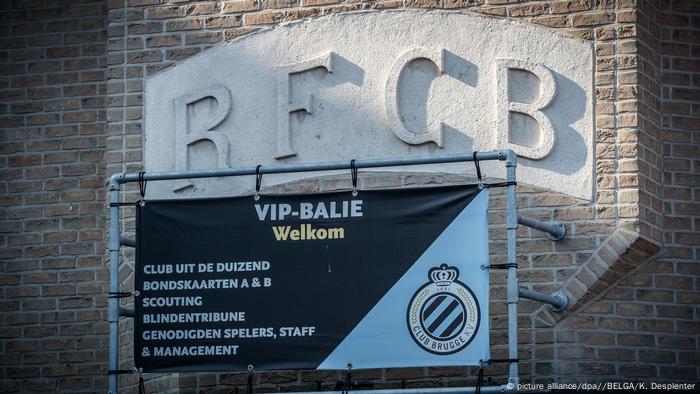 RFCB
VIP-BALIE
Welkom
CLUB UIT DE DUIZEND
BONDSKAARTEN A & B
SCOUTING
BLINDENTRIBUNE
GENODIGDEN SPELERS, STAFF
& MANAGEMENT
1891
CLUB BRUGGE KV
© picture alliance/dpa//BELGA/K. Desplenter